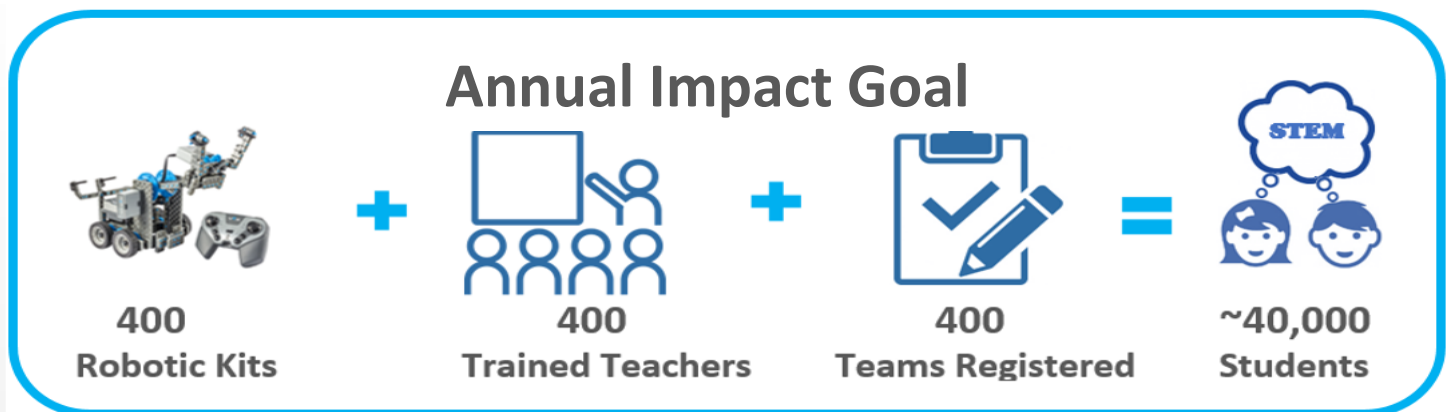 Annual Impact Goal
STEM
400
Robotic Kits
400
Trained Teachers
400
Teams Registered
~40,000
Students